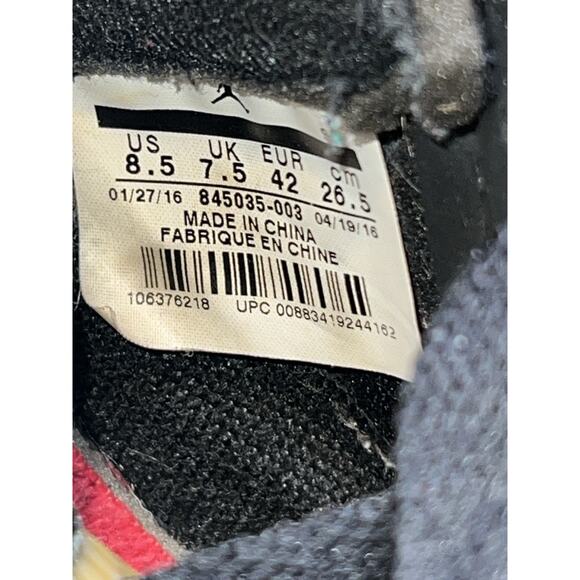 US UK EUR cm
8.5 7.5 42 26.5
01/27/16 845035-003 04/19/16
MADE IN CHINA
FABRIQUE EN CHINE
106376218 UPC 00883419244162